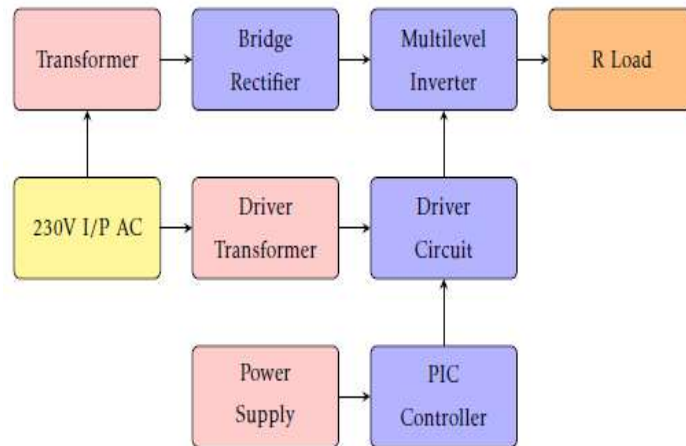 Transformer
Bridge
Rectifier
Multilevel
Inverter
R Load
230V I/P AC
Driver
Transformer
Driver
Circuit
Power
Supply
PIC
Controller